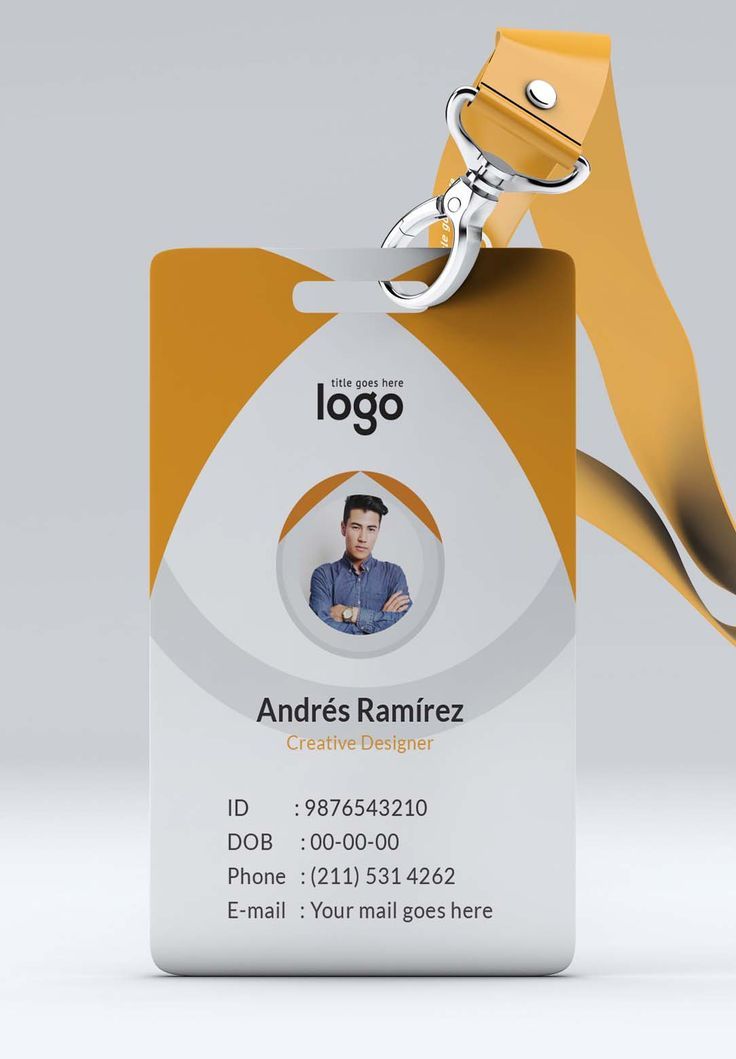 title goes here
logo
Andrés Ramírez
Creative Designer
ID : 9876543210
DOB : 00-00-00
Phone : (211) 531 4262
E-mail : Your mail goes here